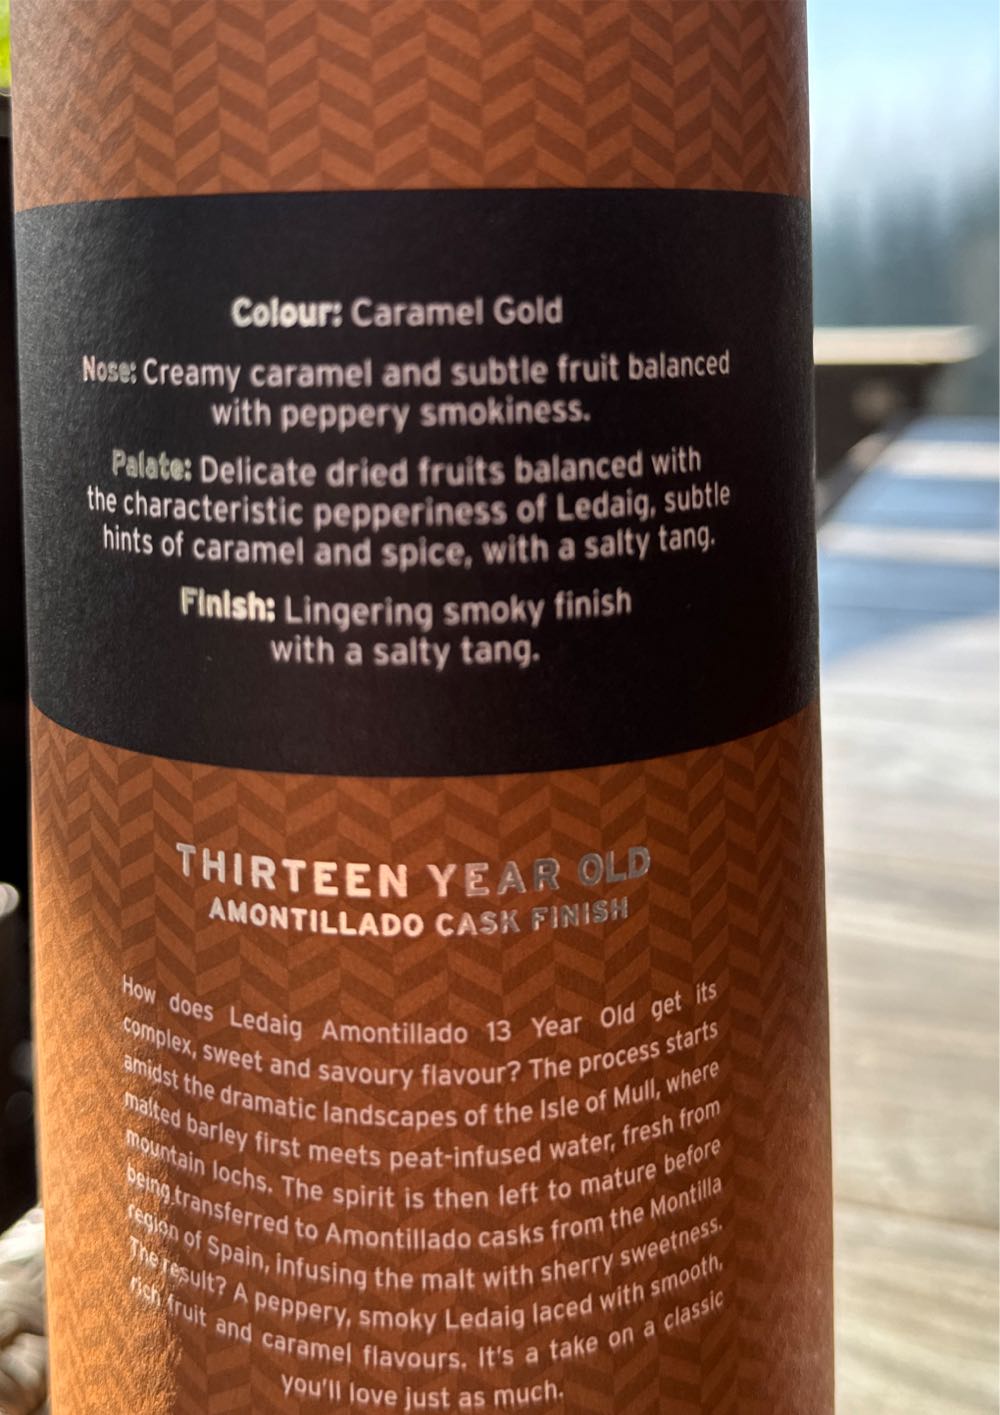 Colour: Caramel Gold
Nose: Creamy caramel and subtle fruit balanced
with peppery smokiness.
Palate: Delicate dried fruits balanced with
the characteristic pepperiness of Ledaig, subtle
hints of caramel and spice, with a salty tang.
Finish: Lingering smoky finish
with a salty tang.
THIRTEEN YEAR OLD
AMONTILLADO CASK FINISH
How does Ledaig Amontillado 13 Year Old get its
complex, sweet and savoury flavour? The process starts
amidst the dramatic landscapes of the Isle of Mull, where
malted barley first meets peat-infused water, fresh from
mountain lochs. The spirit is then left to mature before
being transferred to Amontillado casks from the Montilla
region of Spain, infusing the malt with sherry sweetness.
The result? A peppery, smoky Ledaig laced with smooth,
rich fruit and caramel flavours. It's a take on a classic
you'll love just as much.